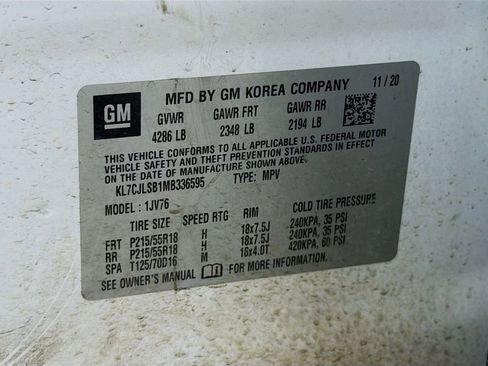 GM
MFD BY GM KOREA COMPANY 11/20
GVWR GAWR FRT GAWR RR
4286 LB 2348 LB 2194 LB
THIS VEHICLE CONFORMS TO ALL APPLICABLE U.S. FEDERAL MOTOR
VEHICLE SAFETY AND THEFT PREVENTION STANDARDS IN EFFECT
ON THE DATE OF MANUFACTURE SHOWN ABOVE.
KL7CJLSB1MB336595 TYPE: MPV
MODEL: 1JV76
TIRE SIZE SPEED RTG RIM COLD TIRE PRESSURE
FRT P215/55R18 H 18x7.5J 240KPA, 35 PSI
RR P215/55R18 H 18x7.5J 240KPA, 35 PSI
SPA T125/70D16 M 16x4.0T 420KPA, 60 PSI
SEE OWNER'S MANUAL FOR MORE INFORMATION